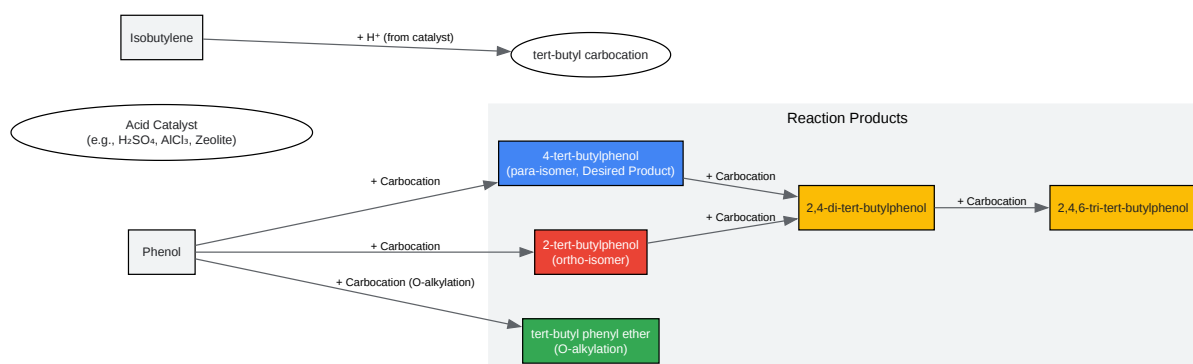 Isobutylene
+ H⁺ (from catalyst)
tert-butyl carbocation
Acid Catalyst
(e.g., H₂SO₄, AlCl₃, Zeolite)
Reaction Products
4-tert-butylphenol
(para-isomer, Desired Product)
+ Carbocation
+ Carbocation
2,4-di-tert-butylphenol
+ Carbocation
2,4,6-tri-tert-butylphenol
+ Carbocation
Phenol
+ Carbocation
2-tert-butylphenol
(ortho-isomer)
+ Carbocation (O-alkylation)
tert-butyl phenyl ether
(O-alkylation)